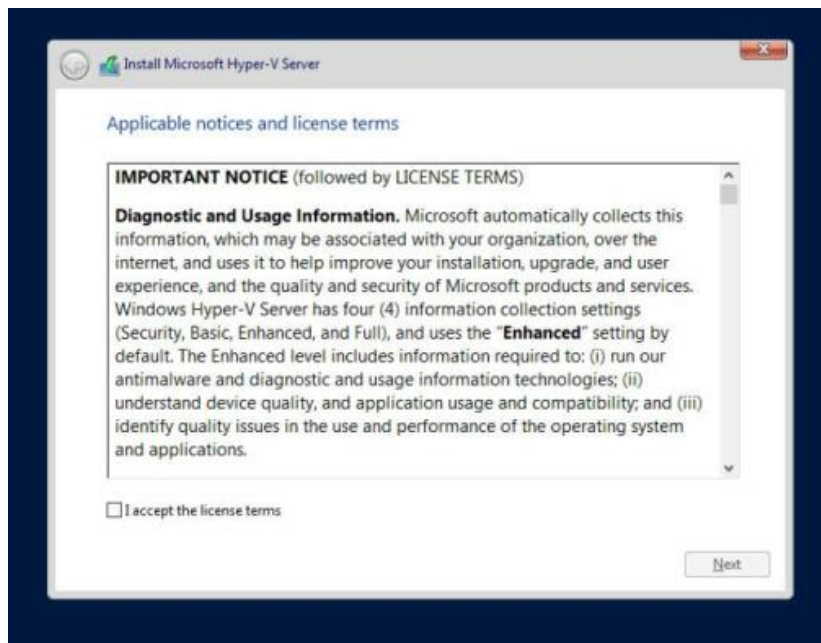 Install Microsoft Hyper-V Server
Applicable notices and license terms
IMPORTANT NOTICE (followed by LICENSE TERMS)
Diagnostic and Usage Information. Microsoft automatically collects this
information, which may be associated with your organization, over the
internet, and uses it to help improve your installation, upgrade, and user
experience, and the quality and security of Microsoft products and services.
Windows Hyper-V Server has four (4) information collection settings
(Security, Basic, Enhanced, and Full), and uses the "Enhanced" setting by
default. The Enhanced level includes information required to: (i) run our
antimalware and diagnostic and usage information technologies; (ii)
understand device quality, and application usage and compatibility; and (iii)
identify quality issues in the use and performance of the operating system
and applications.
I accept the license terms
Next